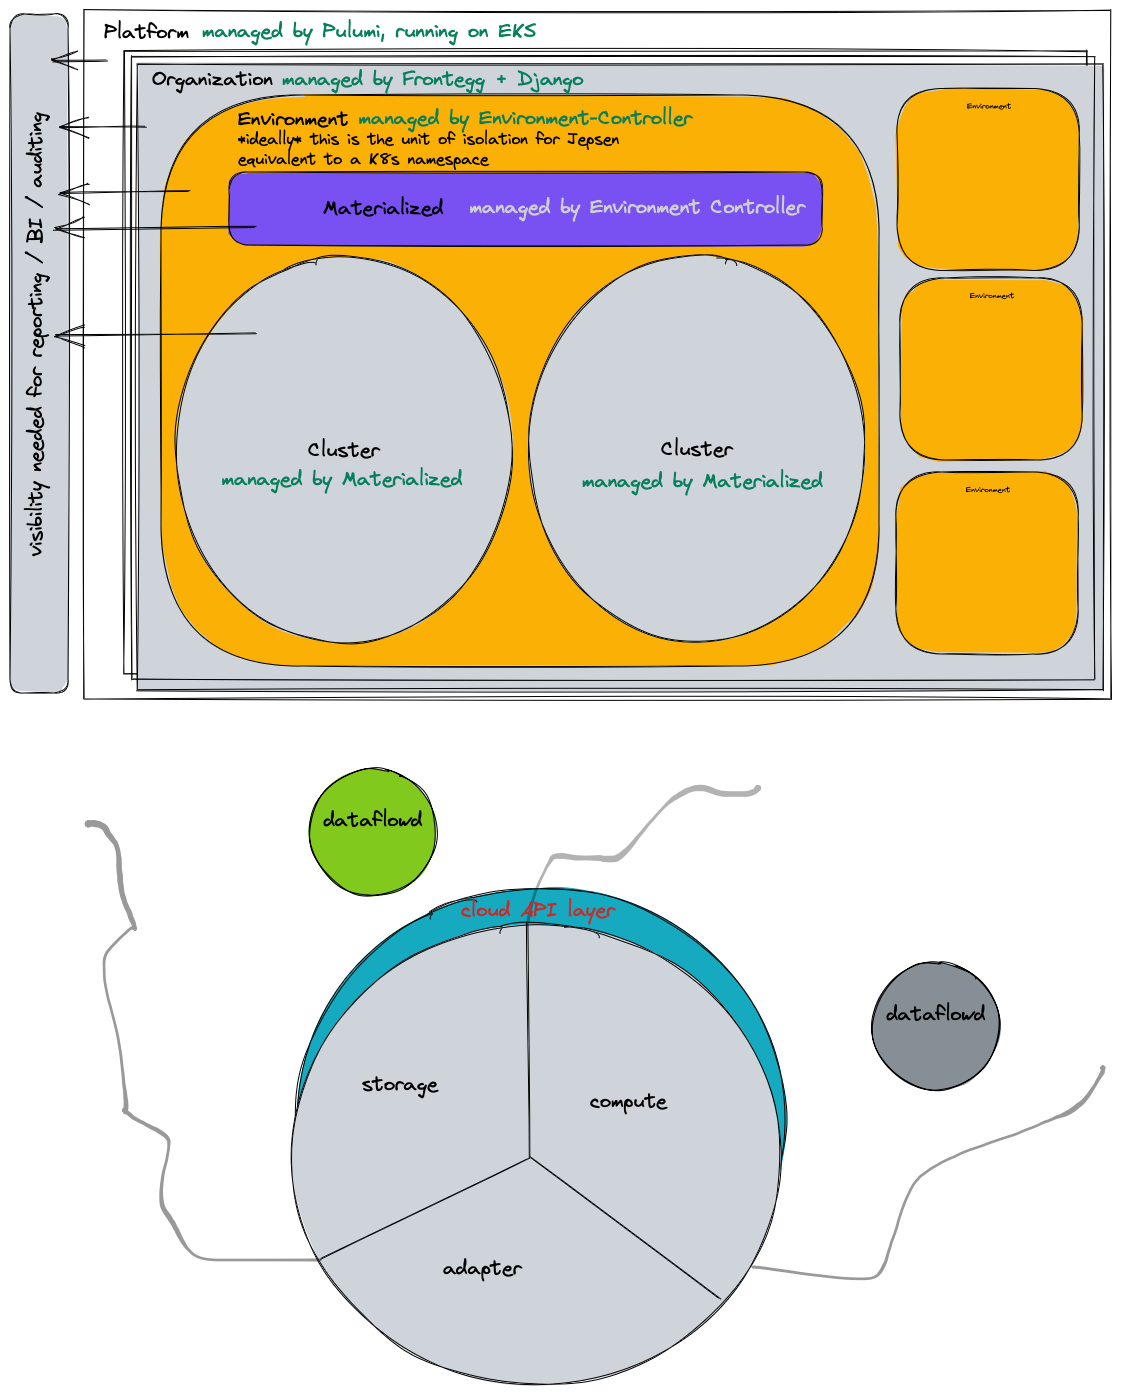 Platform managed by Pulumi, running on EKS
Organization managed by Frontegg + Django
Environment managed by Environment-Controller
*ideally* this is the unit of isolation for Jepsen
equivalent to a K8s namespace
Materialized managed by Environment Controller
Cluster
managed by Materialized
Cluster
managed by Materialized
Environment
Environment
Environment
visibility needed for reporting / BI / auditing
dataflowd
cloud API layer
dataflowd
storage
compute
adapter